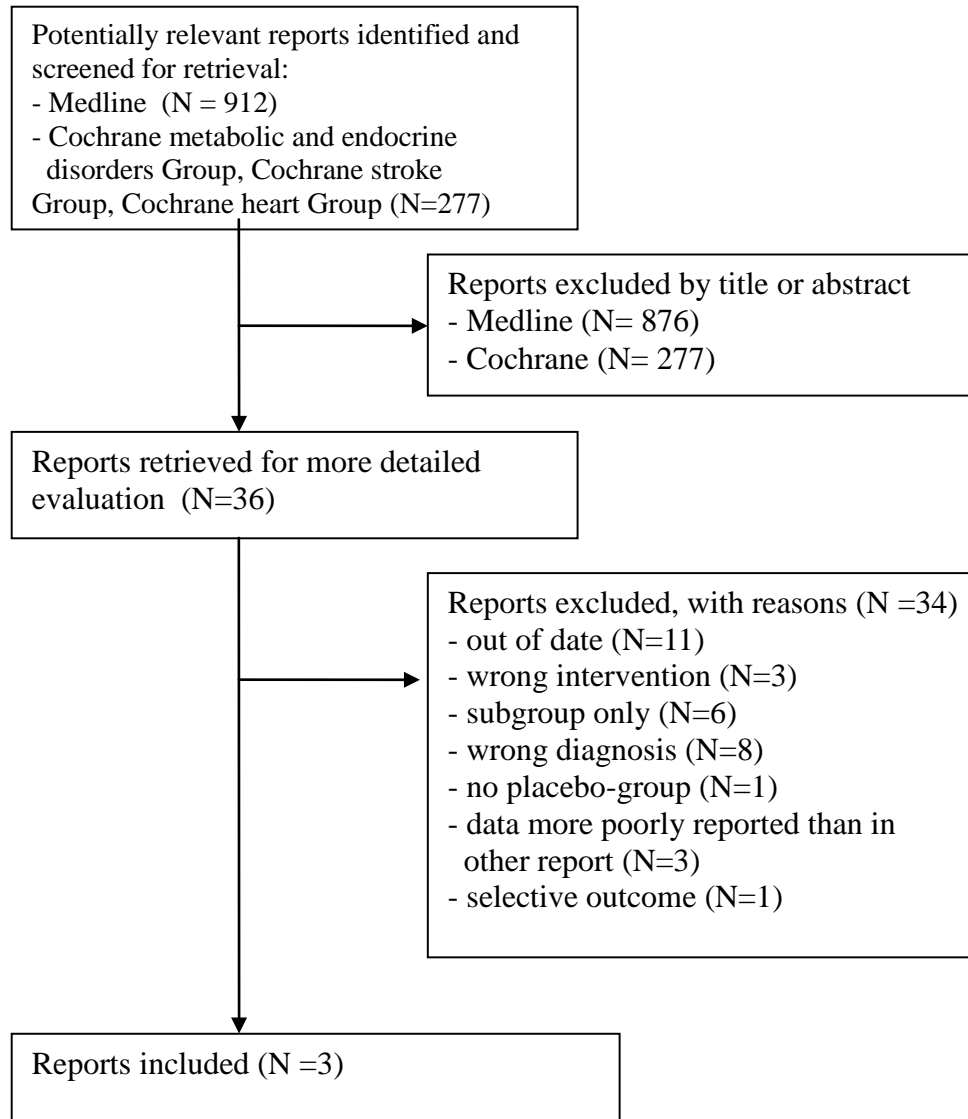 Potentially relevant reports identified and
screened for retrieval:
- Medline  (N = 912)
- Cochrane metabolic and endocrine
disorders Group, Cochrane stroke
Group, Cochrane heart Group (N=277)
Reports excluded by title or abstract
- Medline (N= 876)
- Cochrane (N= 277)
Reports retrieved for more detailed
evaluation  (N=36)
Reports excluded, with reasons (N =34)
- out of date (N=11)
- wrong intervention (N=3)
- subgroup only (N=6)
- wrong diagnosis (N=8)
- no placebo-group (N=1)
- data more poorly reported than in
other report (N=3)
- selective outcome (N=1)
Reports included (N =3)